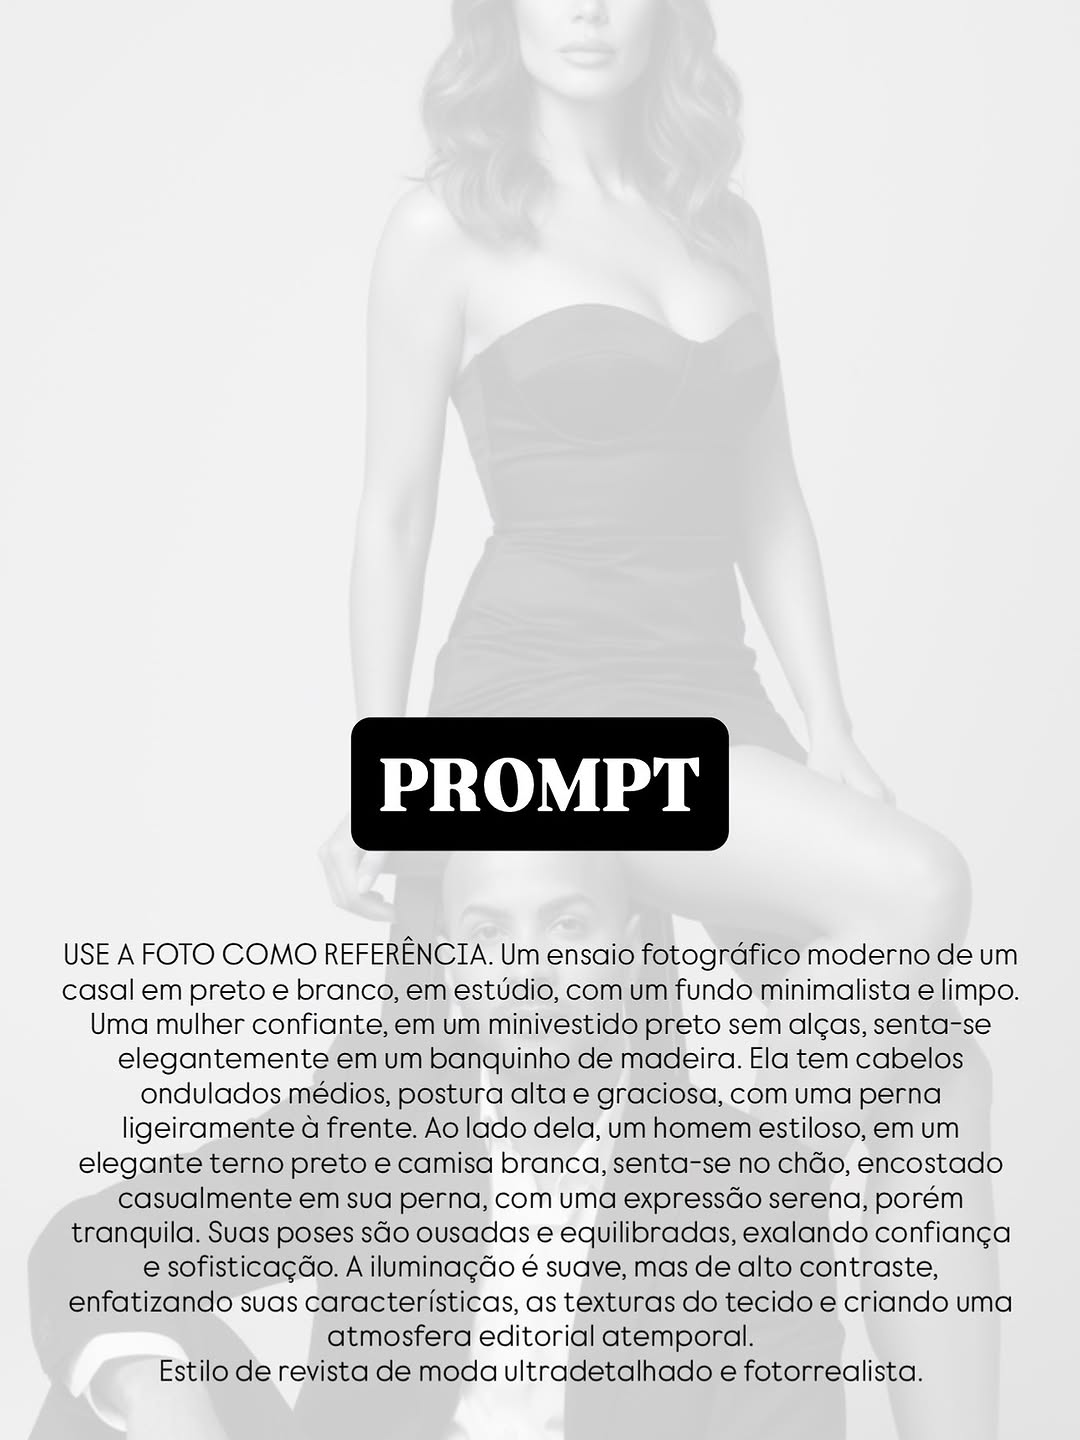 PROMPT
USE A FOTO COMO REFERÊNCIA. Um ensaio fotográfico moderno de um
casal em preto e branco, em estúdio, com um fundo minimalista e limpo.
Uma mulher confiante, em um minivestido preto sem alças, senta-se
elegantemente em um banquinho de madeira. Ela tem cabelos
ondulados médios, postura alta e graciosa, com uma perna
ligeiramente à frente. Ao lado dela, um homem estiloso, em um
elegante terno preto e camisa branca, senta-se no chão, encostado
casualmente em sua perna, com uma expressão serena, porém
tranquila. Suas poses são ousadas e equilibradas, exalando confiança
e sofisticação. A iluminação é suave, mas de alto contraste,
enfatizando suas características, as texturas do tecido e criando uma
atmosfera editorial atemporal.
Estilo de revista de moda ultradetalhado e fotorrealista.